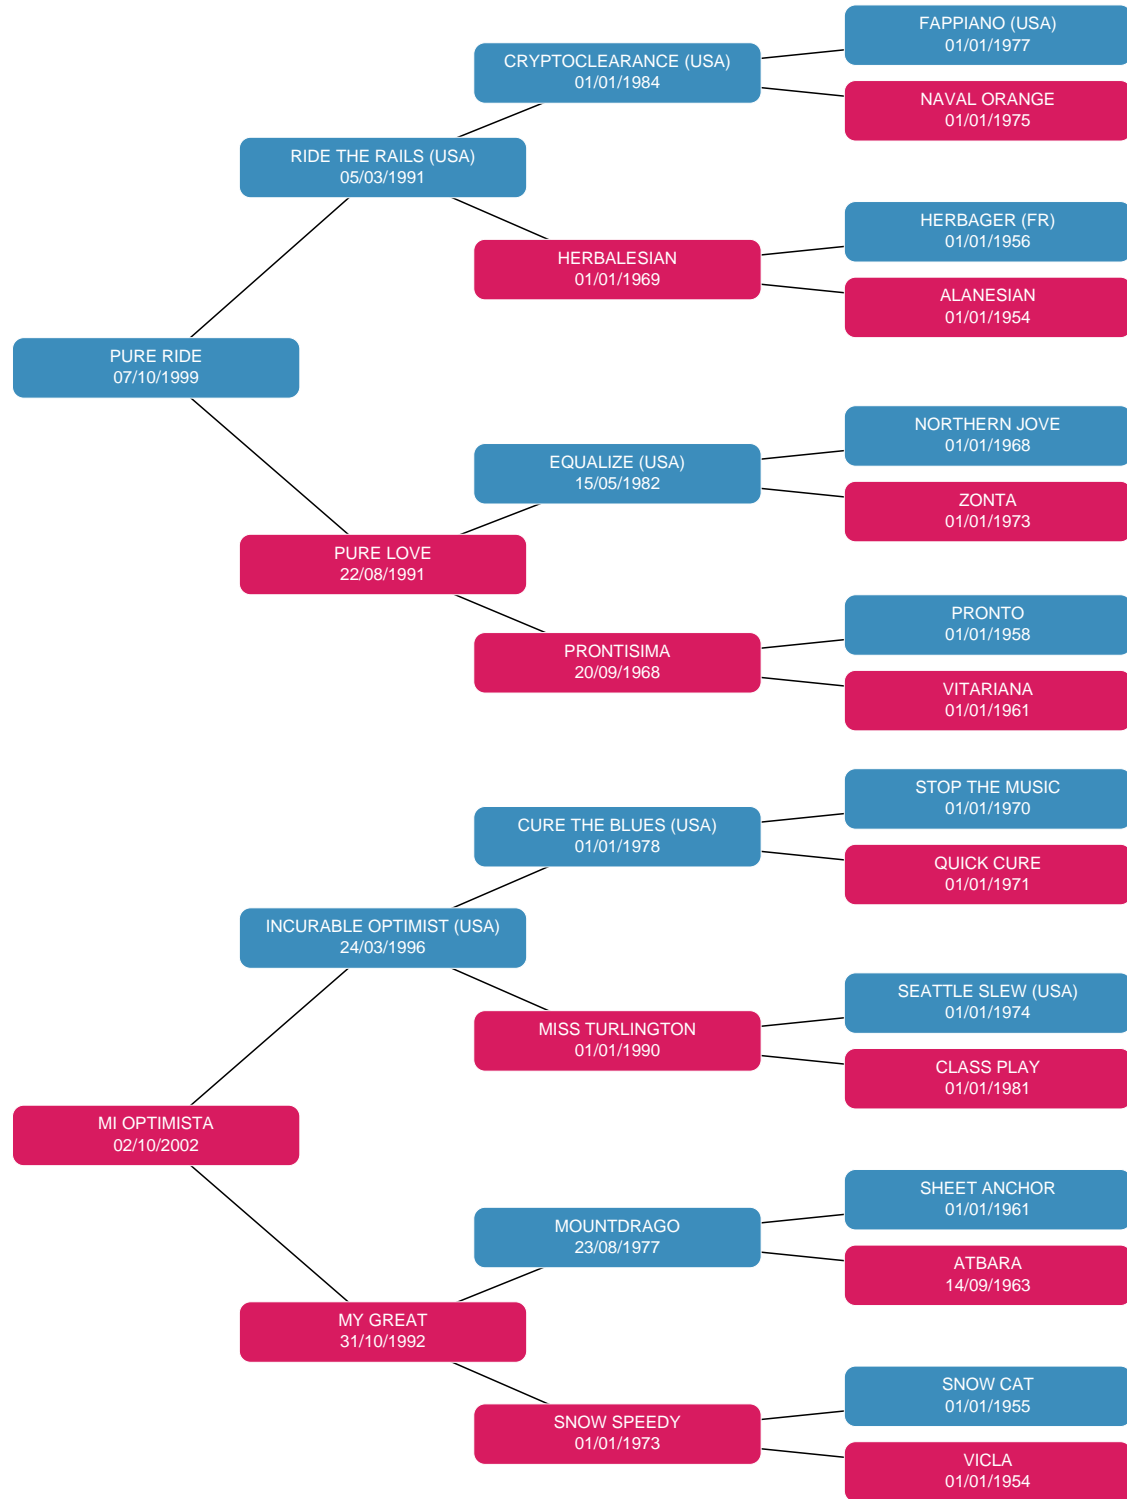 FAPPIANO (USA)
01/01/1977
CRYPTOCLEARANCE (USA)
01/01/1984
NAVAL ORANGE
01/01/1975
RIDE THE RAILS (USA)
05/03/1991
HERBAGER (FR)
01/01/1956
HERBALESIAN
01/01/1969
ALANESIAN
01/01/1954
PURE RIDE
07/10/1999
NORTHERN JOVE
01/01/1968
EQUALIZE (USA)
15/05/1982
ZONTA
01/01/1973
PURE LOVE
22/08/1991
PRONTO
01/01/1958
PRONTISIMA
20/09/1968
VITARIANA
01/01/1961
STOP THE MUSIC
01/01/1970
CURE THE BLUES (USA)
01/01/1978
QUICK CURE
01/01/1971
INCURABLE OPTIMIST (USA)
24/03/1996
SEATTLE SLEW (USA)
01/01/1974
MISS TURLINGTON
01/01/1990
CLASS PLAY
01/01/1981
MI OPTIMISTA
02/10/2002
SHEET ANCHOR
01/01/1961
MOUNTDRAGO
23/08/1977
ATBARA
14/09/1963
MY GREAT
31/10/1992
SNOW CAT
01/01/1955
SNOW SPEEDY
01/01/1973
VICLA
01/01/1954